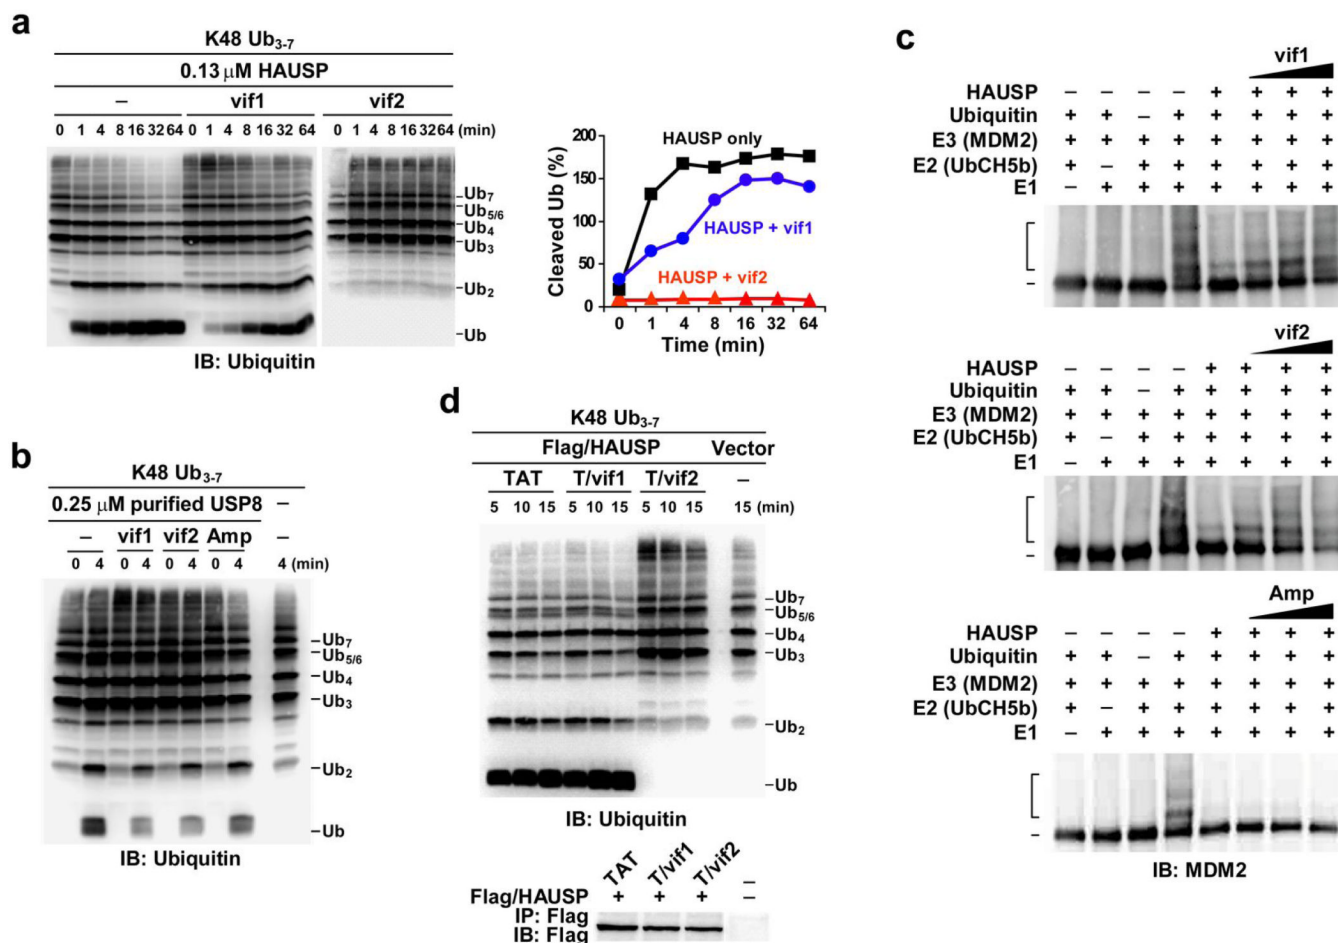 a
K48 Ub3-7
0.13 μM HAUSP
– vif1 vif2
0 1 4 8 16 32 64 0 1 4 8 16 32 64 0 1 4 8 16 32 64 (min)
Ub7
Ub5/6
Ub4
Ub3
Ub2
Ub
IB: Ubiquitin
Cleaved Ub (%)
200
150
100
50
0
HAUSP only
HAUSP + vif1
HAUSP + vif2
0 1 4 8 16 32 64
Time (min)
b
K48 Ub3-7
0.25 μM purified USP8 –
– vif1 vif2 Amp
0 4 0 4 0 4 0 4 4 (min)
Ub7
Ub5/6
Ub4
Ub3
Ub2
Ub
IB: Ubiquitin
c
vif1
HAUSP – – – – + + + +
Ubiquitin + + – + + + + +
E3 (MDM2) + + + + + + + +
E2 (UbCH5b) + – + + + + + +
E1 – + + + + + + +
vif2
HAUSP – – – – + + + +
Ubiquitin + + – + + + + +
E3 (MDM2) + + + + + + + +
E2 (UbCH5b) + – + + + + + +
E1 – + + + + + + +
Amp
HAUSP – – – – + + + +
Ubiquitin + + – + + + + +
E3 (MDM2) + + + + + + + +
E2 (UbCH5b) + – + + + + + +
E1 – + + + + + + +
IB: MDM2
d
K48 Ub3-7
Flag/HAUSP Vector
TAT T/vif1 T/vif2 –
5 10 15 5 10 15 5 10 15 15 (min)
Ub7
Ub5/6
Ub4
Ub3
Ub2
Ub
IB: Ubiquitin
TAT T/vif1 T/vif2 –
Flag/HAUSP + + + –
IP: Flag
IB: Flag